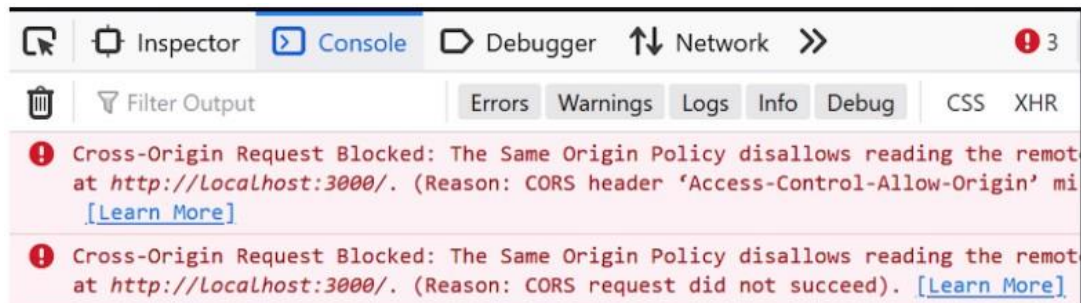 Inspector Console Debugger Network 3
Filter Output Errors Warnings Logs Info Debug CSS XHR
Cross-Origin Request Blocked: The Same Origin Policy disallows reading the
at http://localhost:3000/. (Reason: CORS header ‘Access-Control-Allow-Origin’
[Learn More]
Cross-Origin Request Blocked: The Same Origin Policy disallows reading the
at http://localhost:3000/. (Reason: CORS request did not succeed). [Learn More]